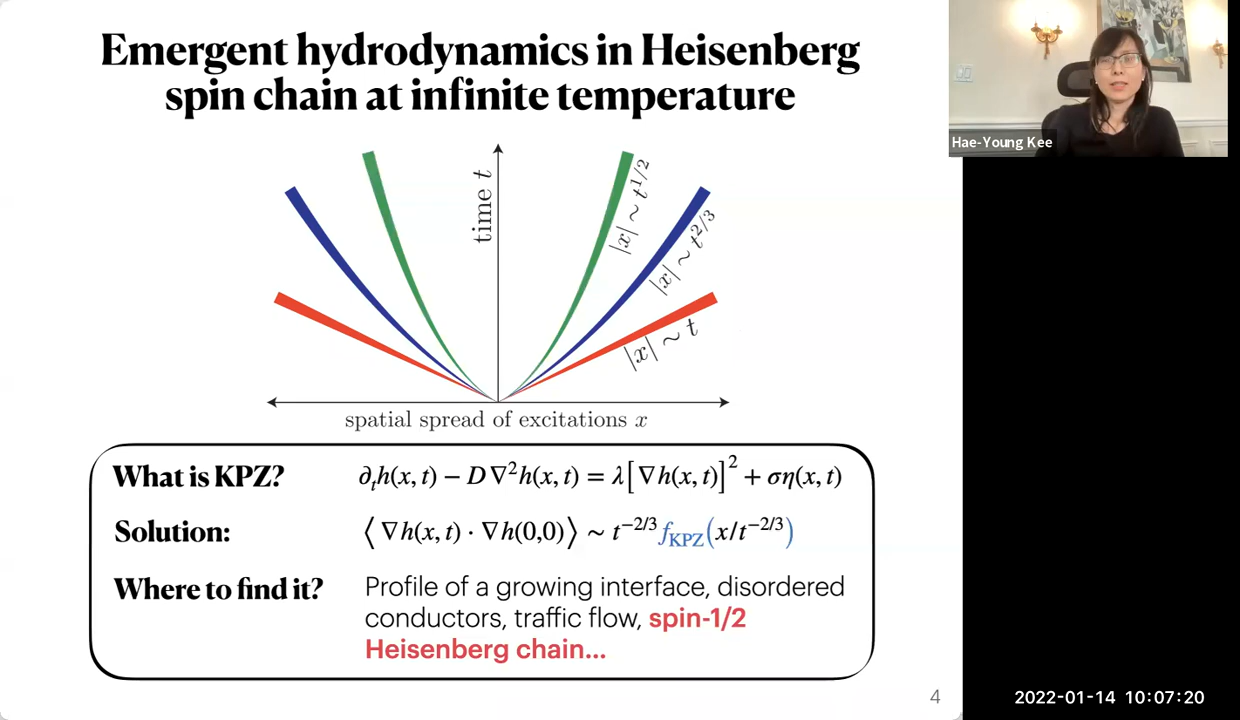 Emergent hydrodynamics in Heisenberg
spin chain at infinite temperature
Hae-Young Kee
time t
|x| ~ t^{1/2}
|x| ~ t^{2/3}
|x| ~ t
spatial spread of excitations x
What is KPZ? ∂_t h(x, t) − D∇²h(x, t) = λ[∇h(x, t)]² + ση(x, t)
Solution: ⟨∇h(x, t) · ∇h(0,0)⟩ ~ t^{−2/3} f_{KPZ}(x/t^{−2/3})
Where to find it? Profile of a growing interface, disordered
conductors, traffic flow, spin-1/2
Heisenberg chain...
4
2022-01-14 10:07:20